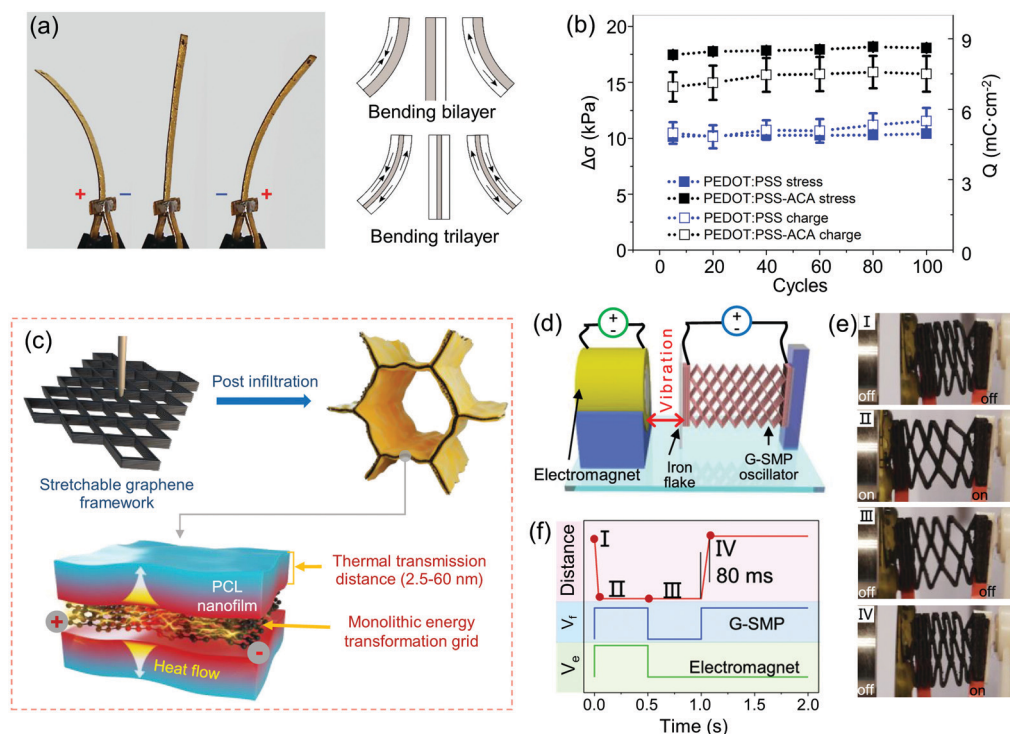 (a)
+
−
−
+
Bending bilayer
Bending trilayer
(b)
Δσ (kPa)
20
15
10
5
0
Q (mC·cm⁻²)
9
6
3
0
PEDOT:PSS stress
PEDOT:PSS-ACA stress
PEDOT:PSS charge
PEDOT:PSS-ACA charge
0 20 40 60 80 100
Cycles
(c)
Post infiltration
Stretchable graphene
framework
Thermal transmission
distance (2.5-60 nm)
PCL
nanofilm
Monolithic energy
transformation grid
+
-
Heat flow
(d)
+
-
+
-
Vibration
Electromagnet
Iron
flake
G-SMP
oscillator
(e)
I
off
off
II
on
on
III
off
off
IV
off
on
(f)
Distance
I
II
III
IV
80 ms
Vf
G-SMP
Ve
Electromagnet
0.0 0.5 1.0 1.5 2.0
Time (s)